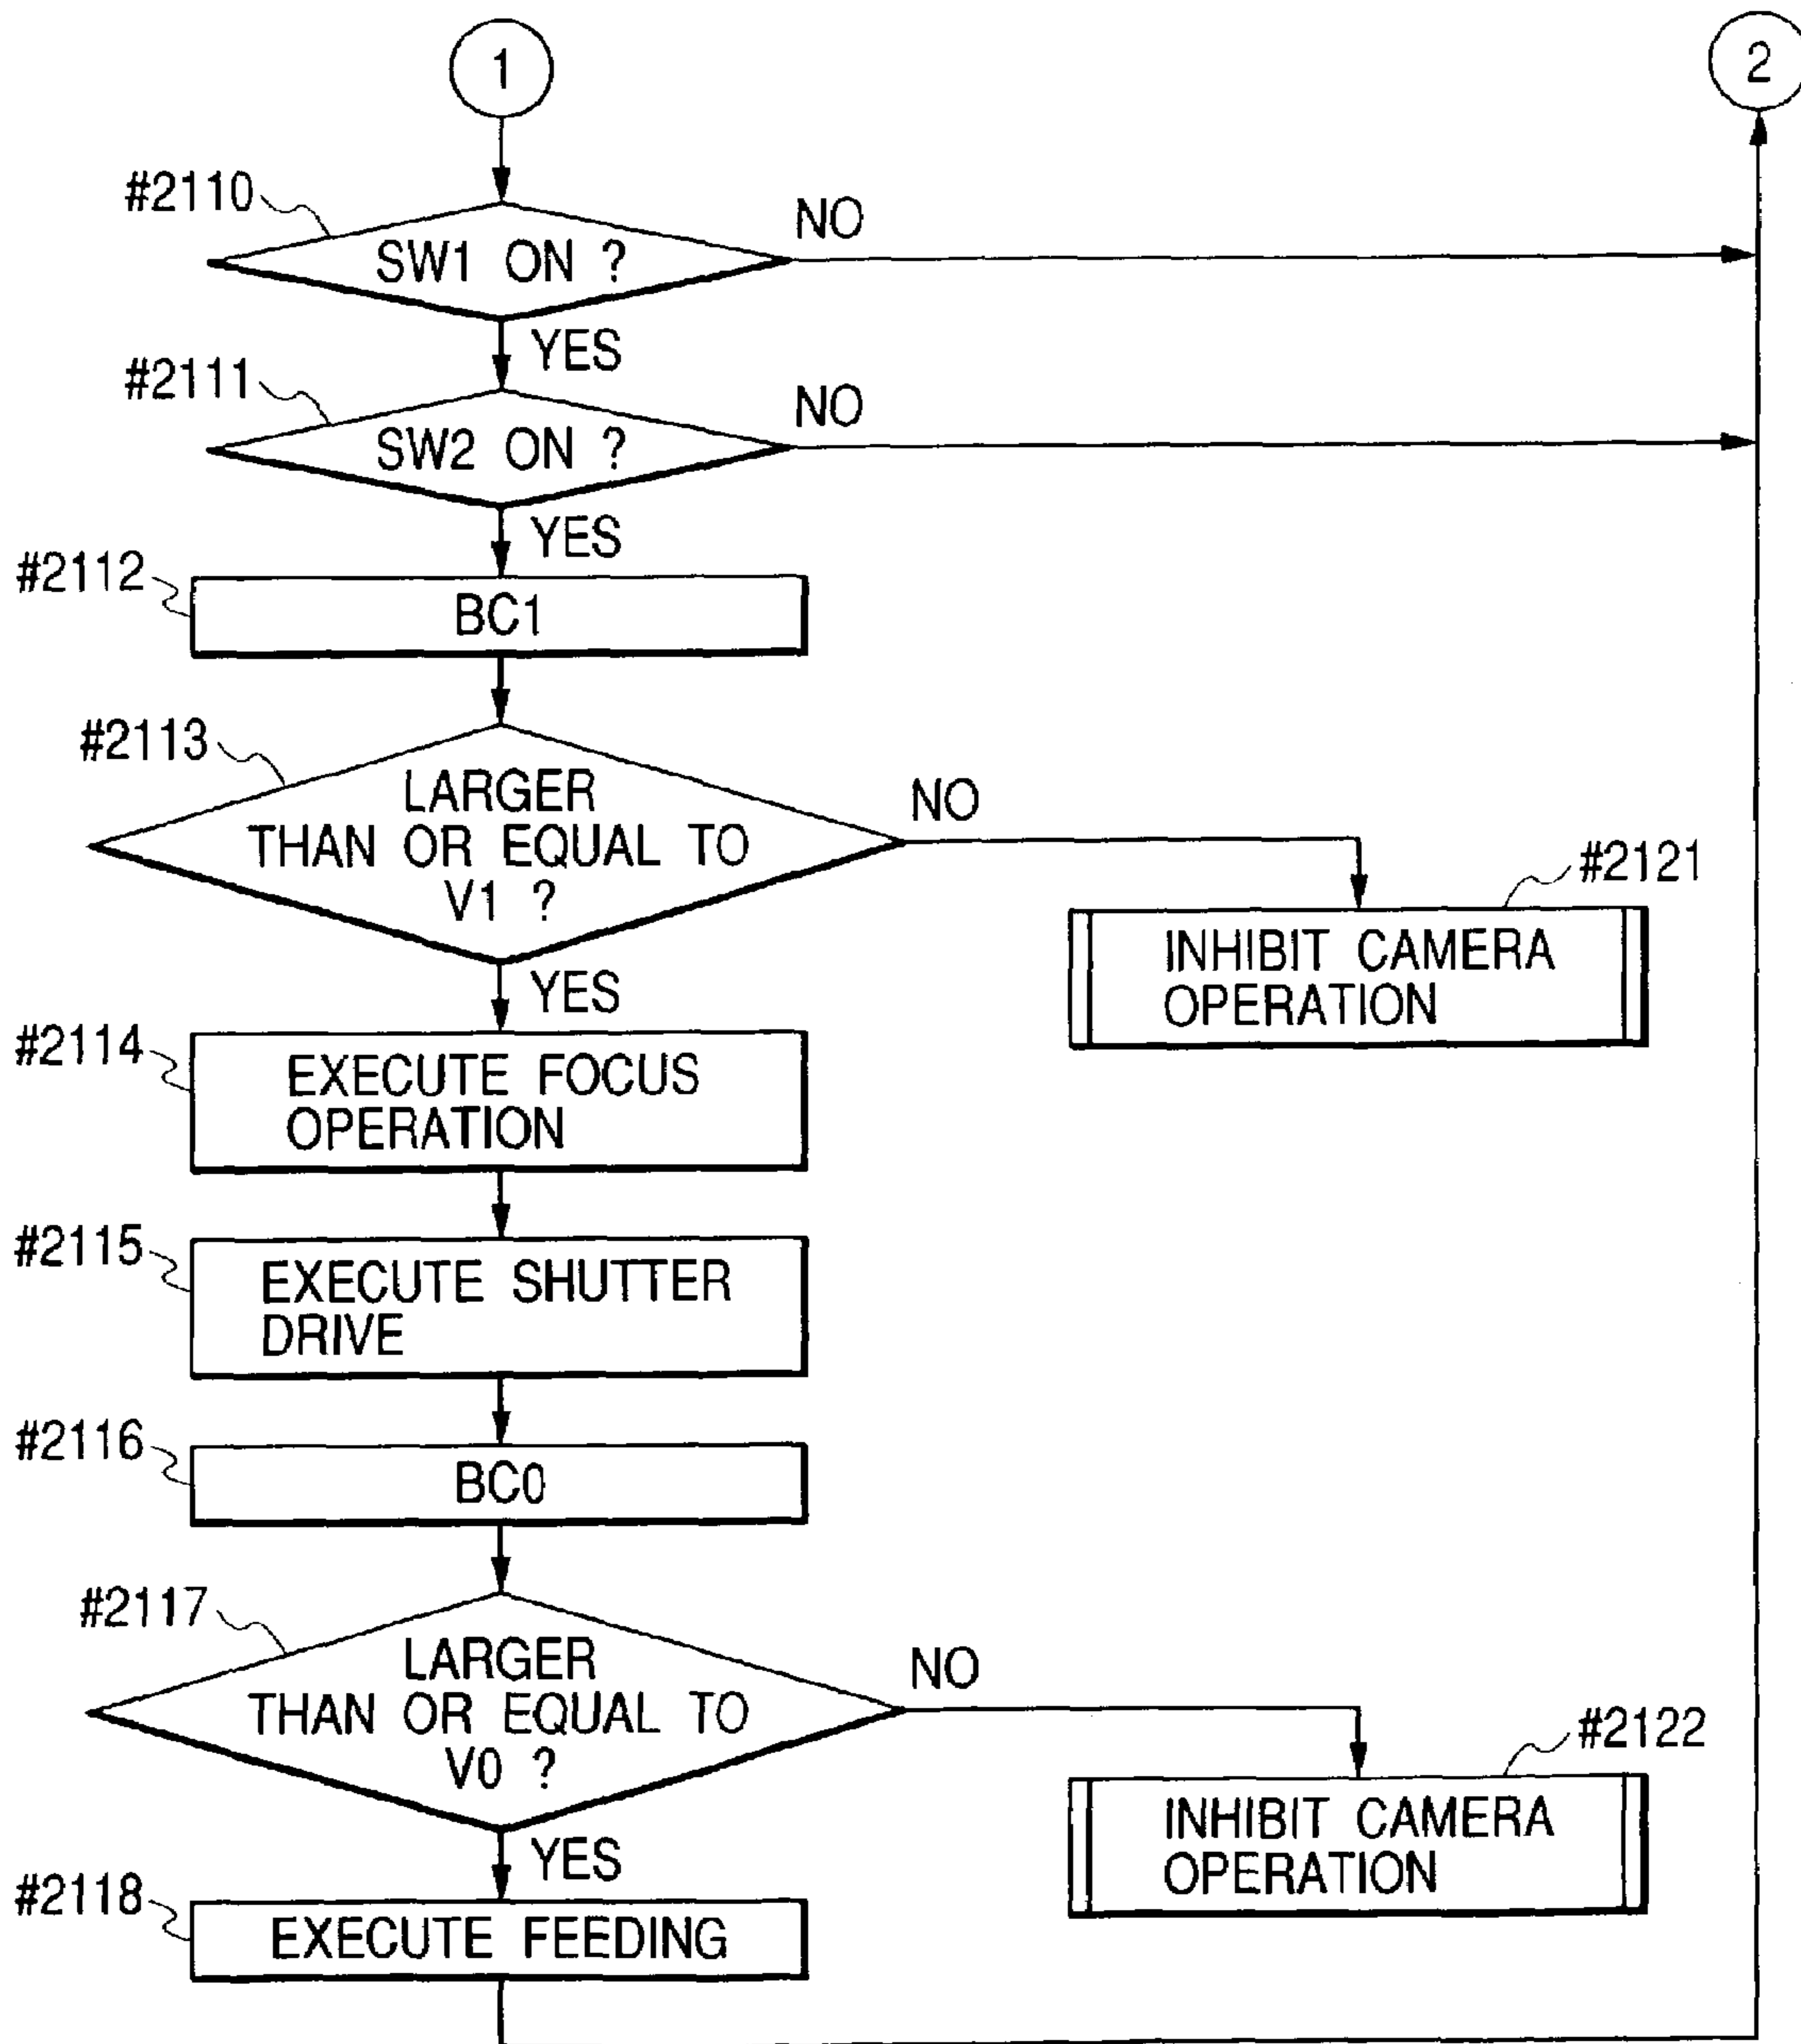 1
2
#2110
SW1 ON ?
NO
YES
#2111
SW2 ON ?
NO
YES
#2112
BC1
#2113
LARGER
THAN OR EQUAL TO
V1 ?
NO
YES
#2121
INHIBIT CAMERA
OPERATION
#2114
EXECUTE FOCUS
OPERATION
#2115
EXECUTE SHUTTER
DRIVE
#2116
BC0
#2117
LARGER
THAN OR EQUAL TO
V0 ?
NO
YES
#2122
INHIBIT CAMERA
OPERATION
#2118
EXECUTE FEEDING